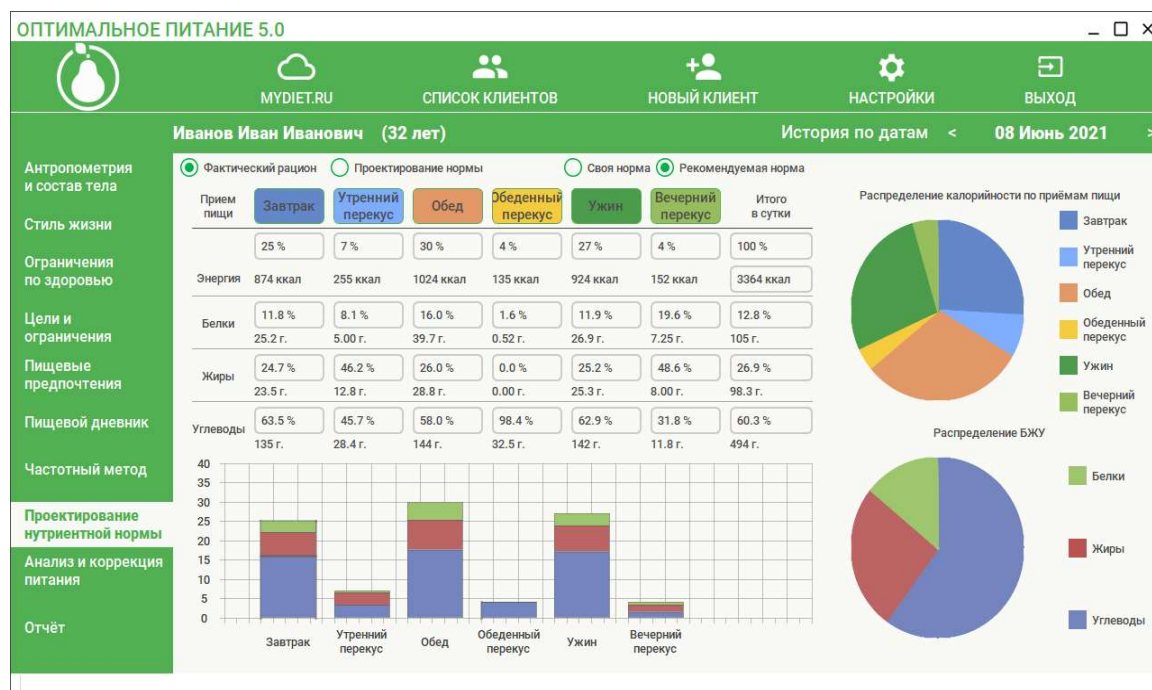 ОПТИМАЛЬНОЕ ПИТАНИЕ 5.0
MYDIET.RU
СПИСОК КЛИЕНТОВ
НОВЫЙ КЛИЕНТ
НАСТРОЙКИ
ВЫХОД
Иванов Иван Иванович (32 лет)
История по датам < 08 Июнь 2021 >
Антропометрия
и состав тела
Стиль жизни
Ограничения
по здоровью
Цели и
ограничения
Пищевые
предпочтения
Пищевой дневник
Частотный метод
Проектирование
нутриентной нормы
Анализ и коррекция
питания
Отчёт
Фактический рацион
Проектирование нормы
Своя норма
Рекомендуемая норма
Прием
пищи
Завтрак
Утренний
перекус
Обед
Обеденный
перекус
Ужин
Вечерний
перекус
Итого
в сутки
25 % 7 % 30 % 4 % 27 % 4 % 100 %
Энергия 874 ккал 255 ккал 1024 ккал 135 ккал 924 ккал 152 ккал 3364 ккал
Белки 11.8 % 8.1 % 16.0 % 1.6 % 11.9 % 19.6 % 12.8 %
25.2 г. 5.00 г. 39.7 г. 0.52 г. 26.9 г. 7.25 г. 105 г.
Жиры 24.7 % 46.2 % 26.0 % 0.0 % 25.2 % 48.6 % 26.9 %
23.5 г. 12.8 г. 28.8 г. 0.00 г. 25.3 г. 8.00 г. 98.3 г.
Углеводы 63.5 % 45.7 % 58.0 % 98.4 % 62.9 % 31.8 % 60.3 %
135 г. 28.4 г. 144 г. 32.5 г. 142 г. 11.8 г. 494 г.
40
35
30
25
20
15
10
5
0
Завтрак
Утренний
перекус
Обед
Обеденный
перекус
Ужин
Вечерний
перекус
Распределение калорийности по приёмам пищи
Завтрак
Утренний
перекус
Обед
Обеденный
перекус
Ужин
Вечерний
перекус
Распределение БЖУ
Белки
Жиры
Углеводы